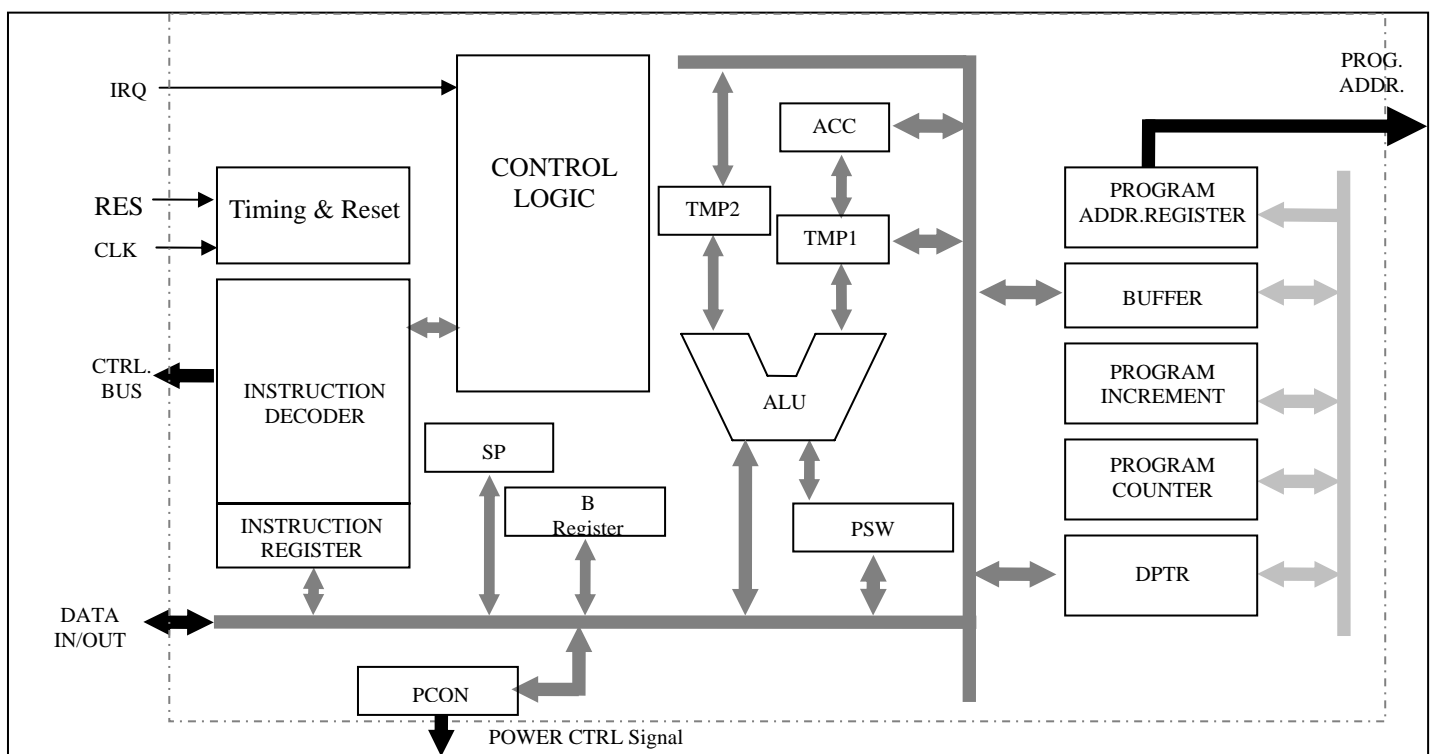 PROG.
ADDR.
IRQ
CONTROL
LOGIC
ACC
RES
CLK
Timing & Reset
TMP2
TMP1
PROGRAM
ADDR.REGISTER
BUFFER
CTRL.
BUS
INSTRUCTION
DECODER
ALU
PROGRAM
INCREMENT
SP
B
Register
PSW
PROGRAM
COUNTER
INSTRUCTION
REGISTER
DPTR
DATA
IN/OUT
PCON
POWER CTRL Signal